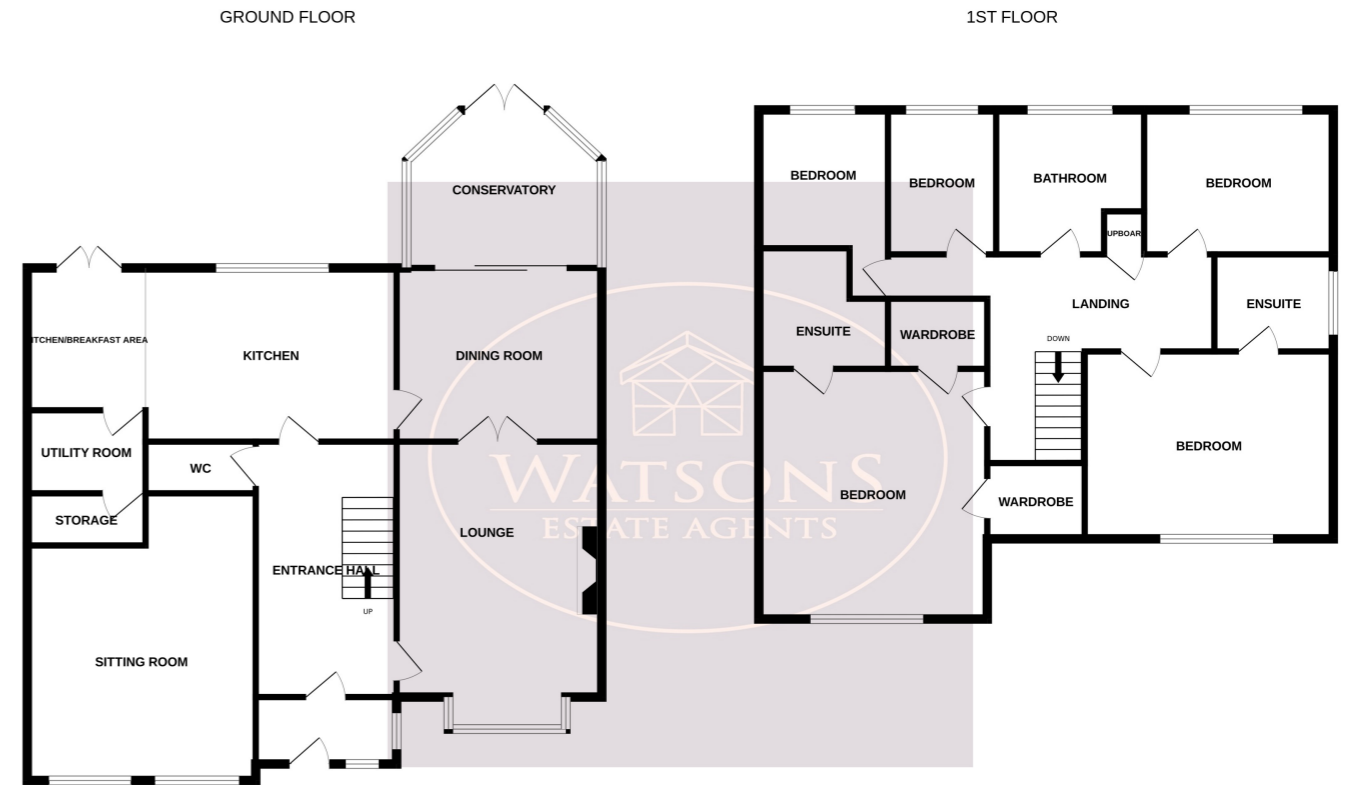 GROUND FLOOR
1ST FLOOR
CONSERVATORY
ITCHEN/BREAKFAST AREA
KITCHEN
DINING ROOM
UTILITY ROOM
WC
STORAGE
LOUNGE
ENTRANCE HALL
UP
SITTING ROOM
BEDROOM
BEDROOM
BATHROOM
BEDROOM
UPBOAR
LANDING
ENSUITE
ENSUITE
WARDROBE
DOWN
BEDROOM
BEDROOM
WARDROBE
WATSONS
ESTATE AGENTS